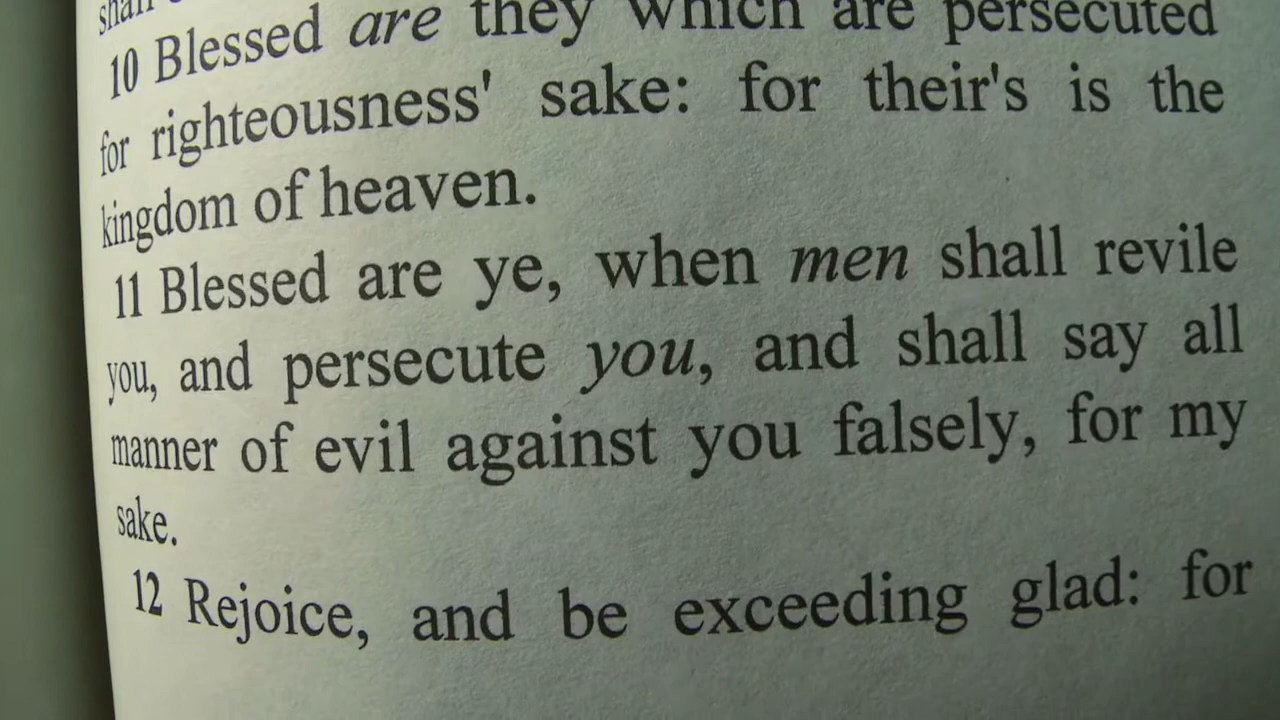 shall
10 Blessed are they which are persecuted
for righteousness' sake: for their's is the
kingdom of heaven.
11 Blessed are ye, when men shall revile
you, and persecute you, and shall say all
manner of evil against you falsely, for my
sake.
12 Rejoice, and be exceeding glad: for